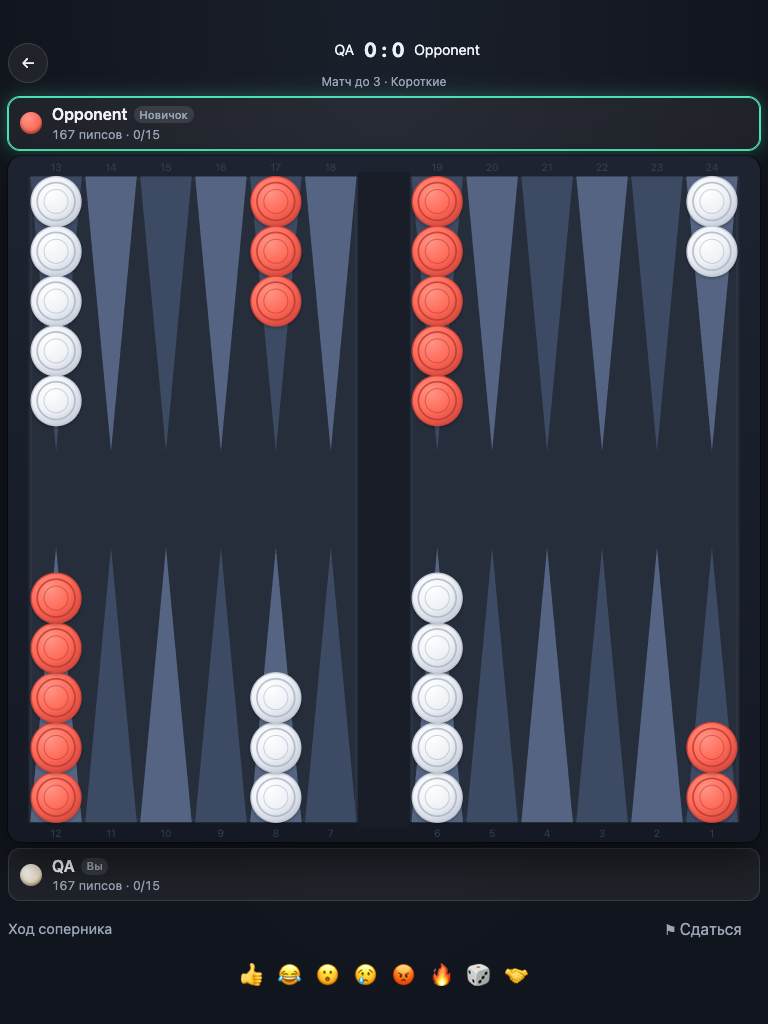 QA 0 : 0 Opponent
Матч до 3 · Короткие
Opponent Новичок
167 пипсов · 0/15
13 14 15 16 17 18 19 20 21 22 23 24
12 11 10 9 8 7 6 5 4 3 2 1
QA Вы
167 пипсов · 0/15
Ход соперника
Сдаться